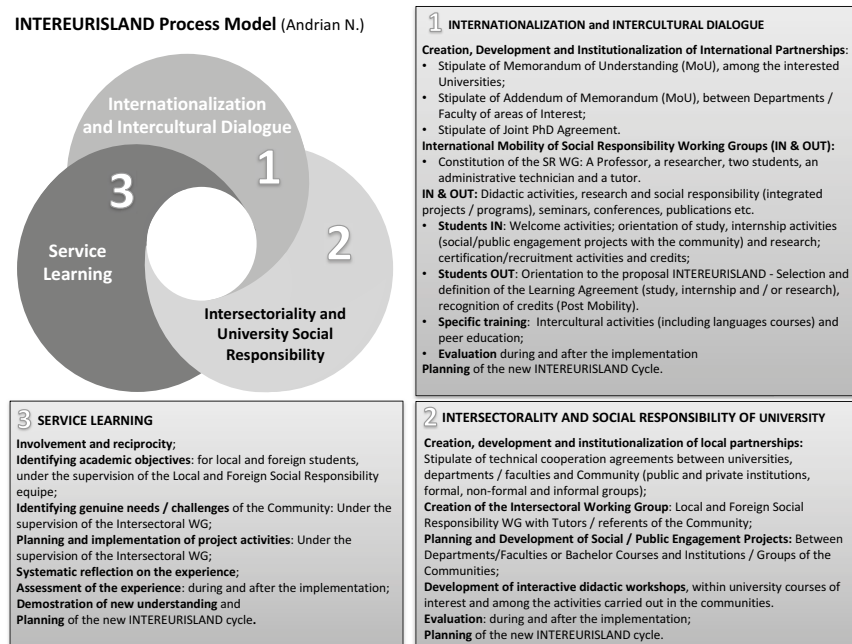 INTEREURISLAND Process Model (Andrian N.)
Internationalization
and Intercultural Dialogue
1
3
2
Service
Learning
Intersectoriality and
University Social
Responsibility
1 INTERNATIONALIZATION and INTERCULTURAL DIALOGUE
Creation, Development and Institutionalization of International Partnerships:
• Stipulate of Memorandum of Understanding (MoU), among the interested
Universities;
• Stipulate of Addendum of Memorandum (MoU), between Departments /
Faculty of areas of Interest;
• Stipulate of Joint PhD Agreement.
International Mobility of Social Responsibility Working Groups (IN & OUT):
• Constitution of the SR WG: A Professor, a researcher, two students, an
administrative technician and a tutor.
IN & OUT: Didactic activities, research and social responsibility (integrated
projects / programs), seminars, conferences, publications etc.
• Students IN: Welcome activities; orientation of study, internship activities
(social/public engagement projects with the community) and research;
certification/recruitment activities and credits;
• Students OUT: Orientation to the proposal INTEREURISLAND - Selection and
definition of the Learning Agreement (study, internship and / or research),
recognition of credits (Post Mobility).
• Specific training: Intercultural activities (including languages courses) and
peer education;
• Evaluation during and after the implementation
Planning of the new INTEREURISLAND Cycle.
3 SERVICE LEARNING
Involvement and reciprocity;
Identifying academic objectives: for local and foreign students,
under the supervision of the Local and Foreign Social Responsibility
equipe;
Identifying genuine needs / challenges of the Community: Under the
supervision of the Intersectoral WG;
Planning and implementation of project activities: Under the
supervision of the Intersectoral WG;
Systematic reflection on the experience;
Assessment of the experience: during and after the implementation;
Demostration of new understanding and
Planning of the new INTEREURISLAND cycle.
2 INTERSECTORALITY AND SOCIAL RESPONSIBILITY OF UNIVERSITY
Creation, development and institutionalization of local partnerships:
Stipulate of technical cooperation agreements between universities,
departments / faculties and Community (public and private institutions,
formal, non-formal and informal groups);
Creation of the Intersectoral Working Group: Local and Foreign Social
Responsibility WG with Tutors / referents of the Community;
Planning and Development of Social / Public Engagement Projects: Between
Departments/Faculties or Bachelor Courses and Institutions / Groups of the
Communities;
Development of interactive didactic workshops, within university courses of
interest and among the activities carried out in the communities.
Evaluation: during and after the implementation;
Planning of the new INTEREURISLAND cycle.